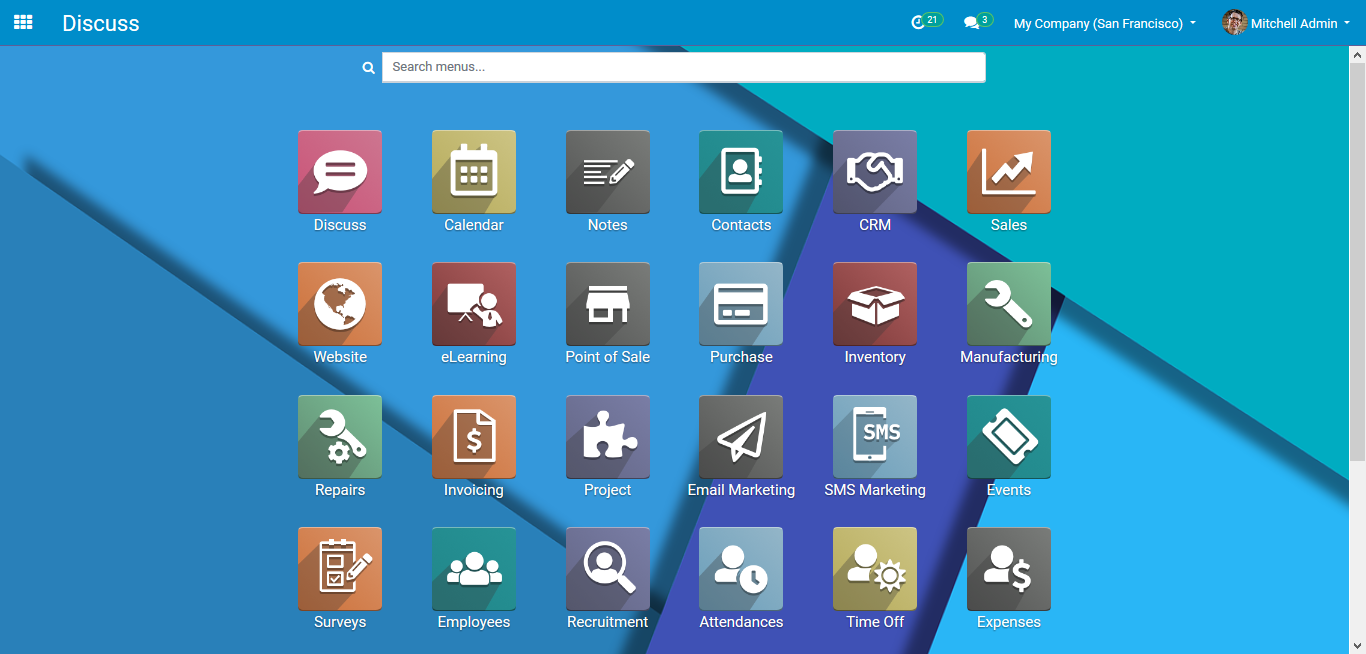 Discuss 21 3 My Company (San Francisco) Mitchell Admin
Search menus...
Discuss Calendar Notes Contacts CRM Sales
Website eLearning Point of Sale Purchase Inventory Manufacturing
$ SMS
Repairs Invoicing Project Email Marketing SMS Marketing Events
$
Surveys Employees Recruitment Attendances Time Off Expenses